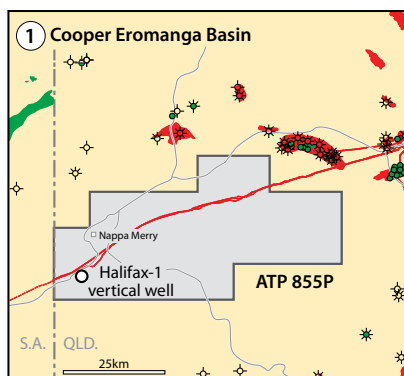 1 Cooper Eromanga Basin
Nappa Merry
Halifax-1
vertical well
ATP 855P
S.A. QLD.
25km